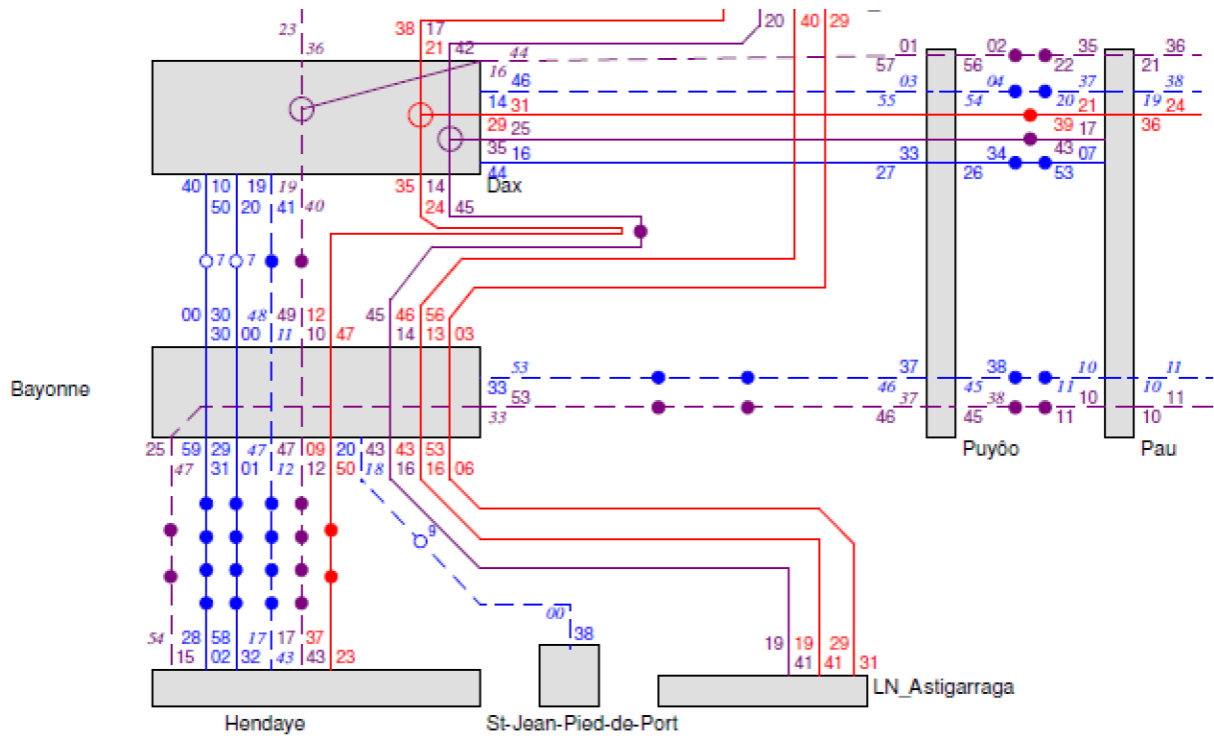 20 40 29
23 38 17
36 21 42 44 01 02 35 36
16 46 57 56 22 21
14 31 03 04 37 38
55 54 20 19
29 25 21 24
39 36
35 16 17
43
44 33 34 07
27 26 53
Dax
40 10 19 19 35 14
50 20 41 40 24 45
7 7
00 30 48 49 12 45 46 56
30 00 11 10 47 14 13 03
Bayonne
53 37 38 10 11
33 46 45 11 10
53 37 38 10 11
33 46 45 11 10
Puyôo Pau
25 59 29 47 47 09 20 43 43 53
47 31 01 12 12 50 18 16 16 06
9
00
54 28 58 17 17 37 38 19 19 29
15 02 32 43 43 23 41 41 31
LN_Astigarraga
Hendaye St-Jean-Pied-de-Port